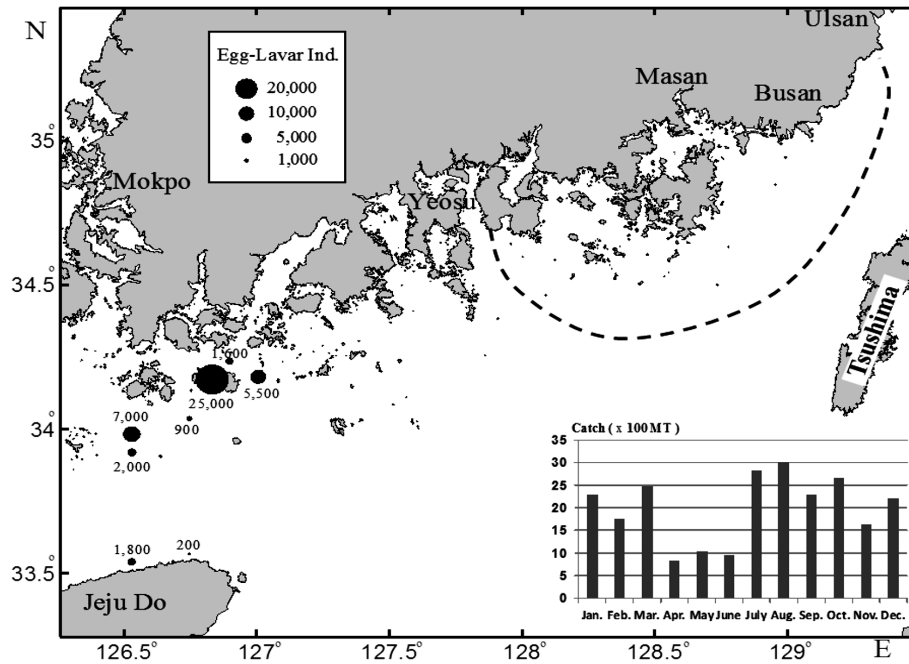 N
Ulsan
Egg-Lavar Ind.
20,000
10,000
5,000
1,000
Masan
Busan
35°
Mokpo
Yeosu
34.5°
Tsushima
1,600
25,000
5,500
7,000
900
34°
2,000
Catch ( x 100 MT )
35
30
25
20
15
10
5
0
Jan. Feb. Mar. Apr. May June July Aug. Sep. Oct. Nov. Dec.
1,800
200
33.5°
Jeju Do
126.5° 127° 127.5° 128° 128.5° 129° E